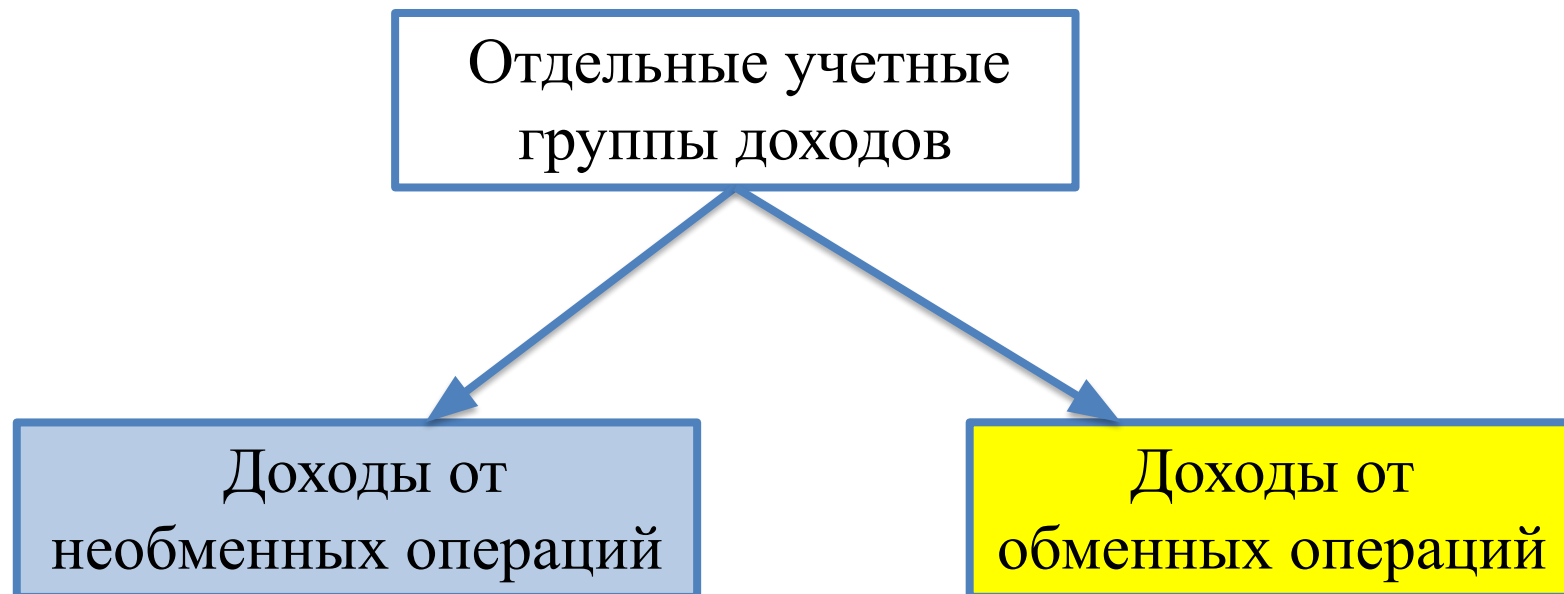 Отдельные учетные
группы доходов
Доходы от
необменных операций
Доходы от
обменных операций